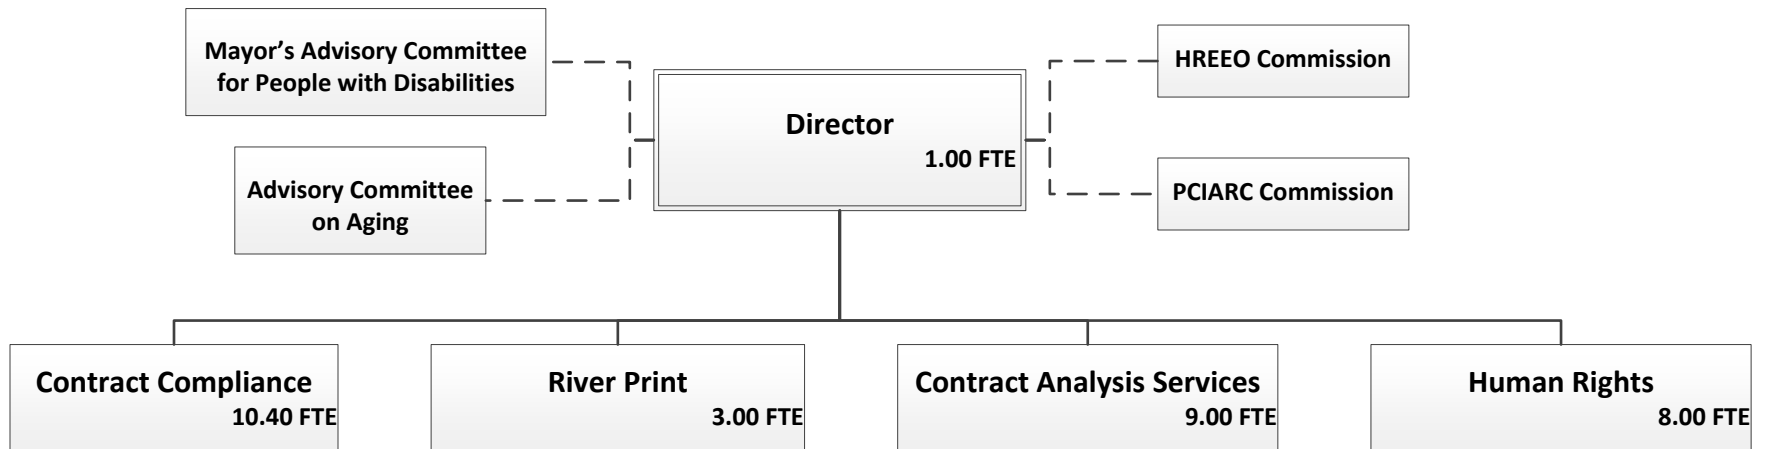 Mayor’s Advisory Committee
for People with Disabilities
HREEO Commission
Director
1.00 FTE
Advisory Committee
on Aging
PCIARC Commission
Contract Compliance
10.40 FTE
River Print
3.00 FTE
Contract Analysis Services
9.00 FTE
Human Rights
8.00 FTE